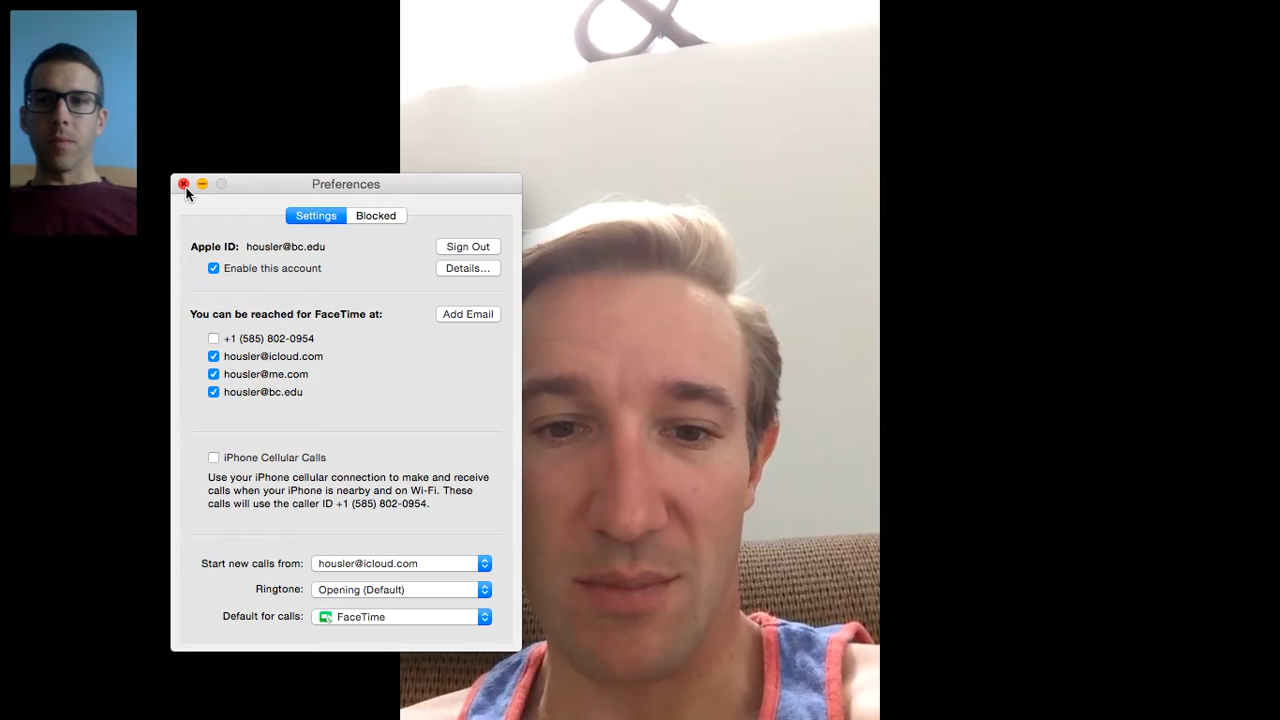 Preferences
Settings Blocked
Apple ID: housler@bc.edu Sign Out
Enable this account Details...
You can be reached for FaceTime at: Add Email
+1 (585) 802-0954
housler@icloud.com
housler@me.com
housler@bc.edu
iPhone Cellular Calls
Use your iPhone cellular connection to make and receive
calls when your iPhone is nearby and on Wi-Fi. These
calls will use the caller ID +1 (585) 802-0954.
Start new calls from: housler@icloud.com
Ringtone: Opening (Default)
Default for calls: FaceTime